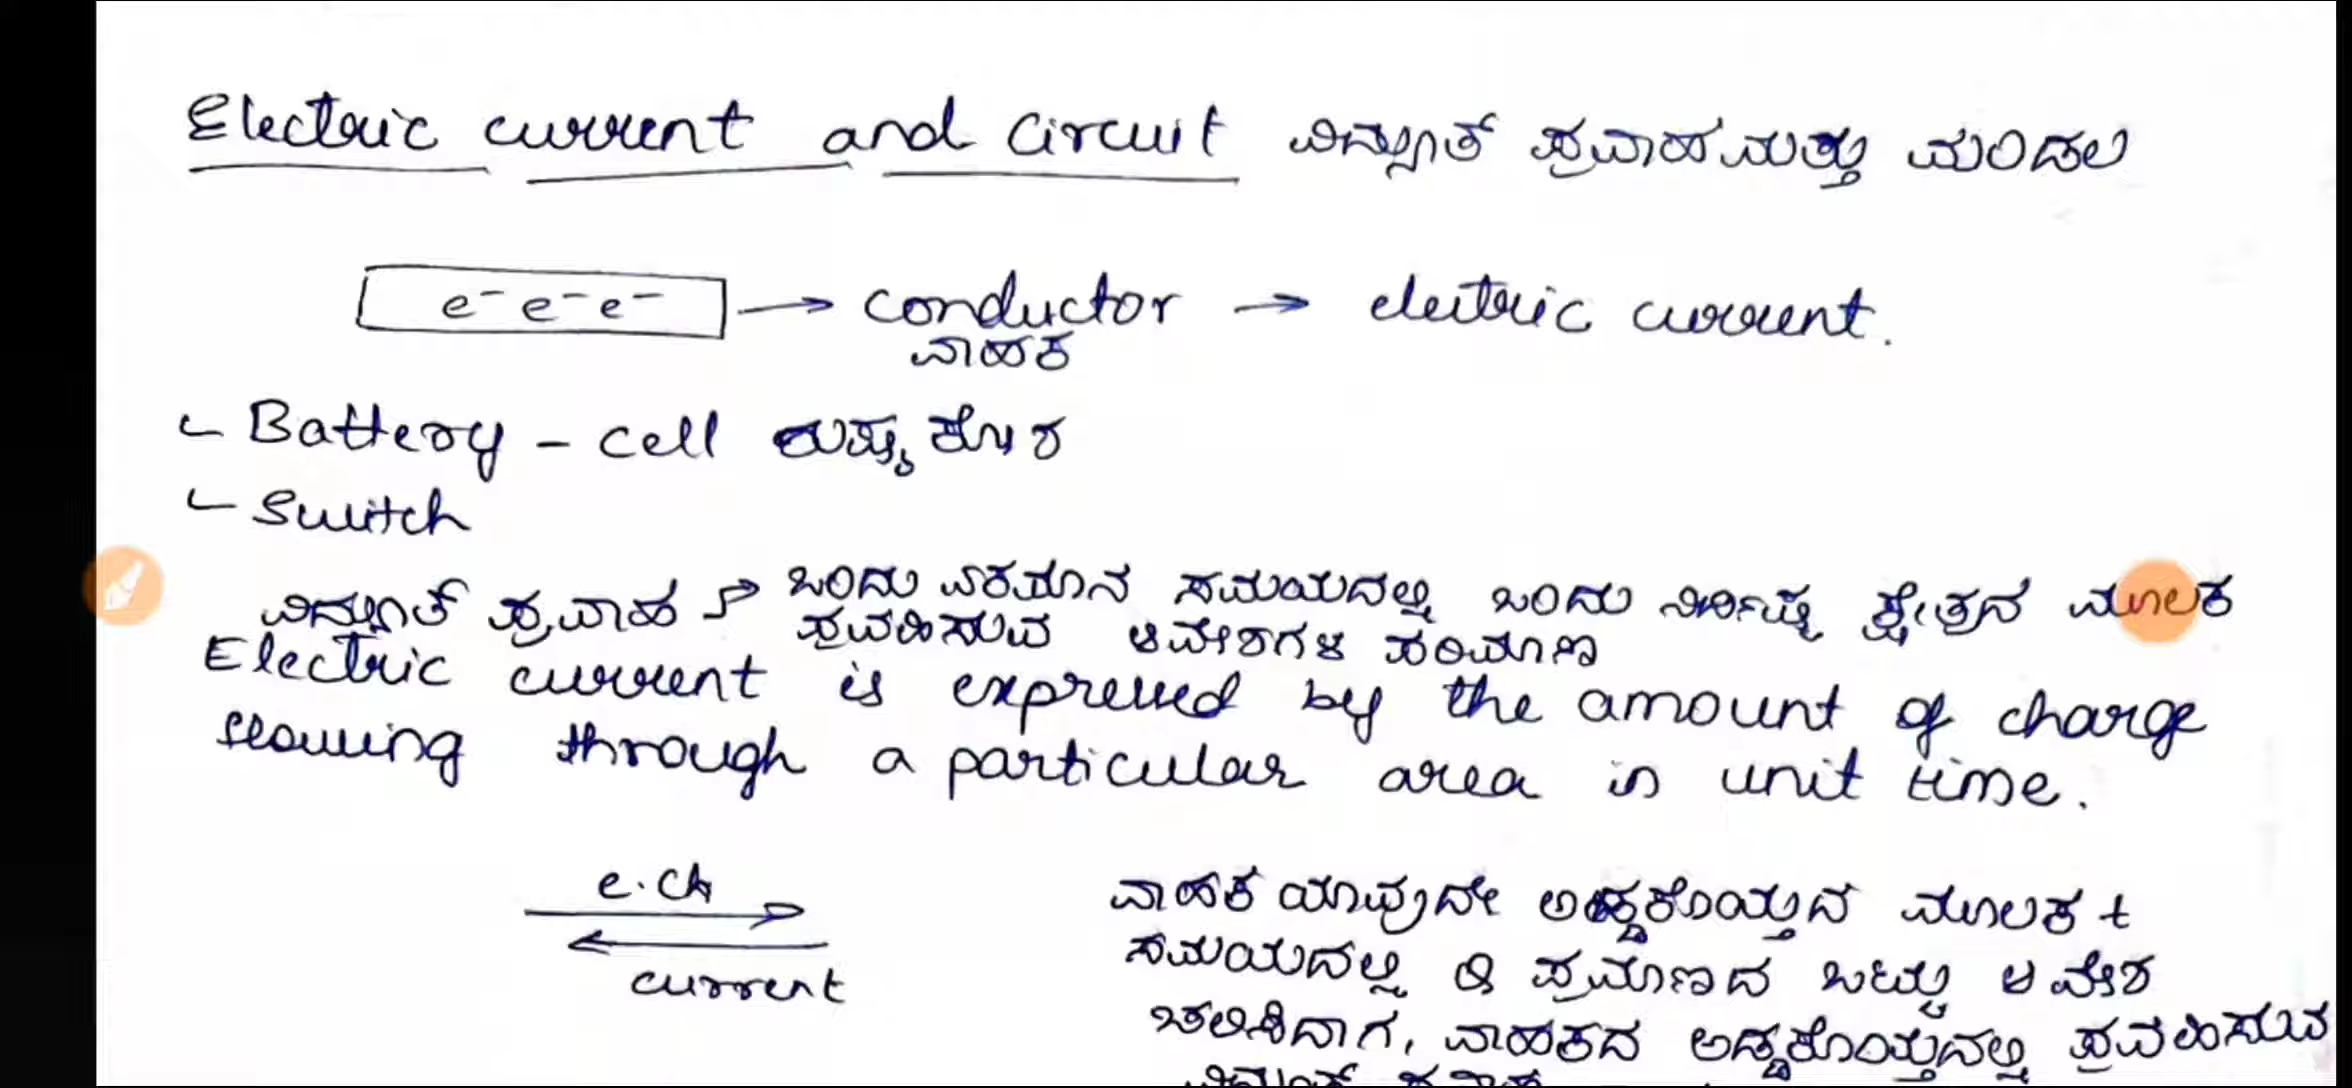 Electric current and Circuit ವಿದ್ಯುತ್ ಪ್ರವಾಹ ಮತ್ತು ಮಂಡಲ
e⁻ e⁻ e⁻ → conductor → electric current.
ವಾಹಕ
Battery - cell ಶುಷ್ಕ ಕೋಶ
Switch
ವಿದ್ಯುತ್ ಪ್ರವಾಹ → ಒಂದು ಏಕಮಾನ ಸಮಯದಲ್ಲಿ ಒಂದು ನಿರ್ದಿಷ್ಟ ಕ್ಷೇತ್ರದ ಮೂಲಕ
ಪ್ರವಹಿಸುವ ಆವೇಶಗಳ ಪರಿಮಾಣ
Electric current is expressed by the amount of charge
flowing through a particular area in unit time.
e.ch
current
ವಾಹಕ ಯಾವುದೇ ಅಡ್ಡಕೊಯ್ತದ ಮೂಲಕ t
ಸಮಯದಲ್ಲಿ Q ಪ್ರಮಾಣದ ಒಟ್ಟು ಆವೇಶ
ಚಲಿಸಿದಾಗ, ವಾಹಕದ ಅಡ್ಡಕೊಯ್ತದಲ್ಲಿ ಪ್ರವಹಿಸುವ